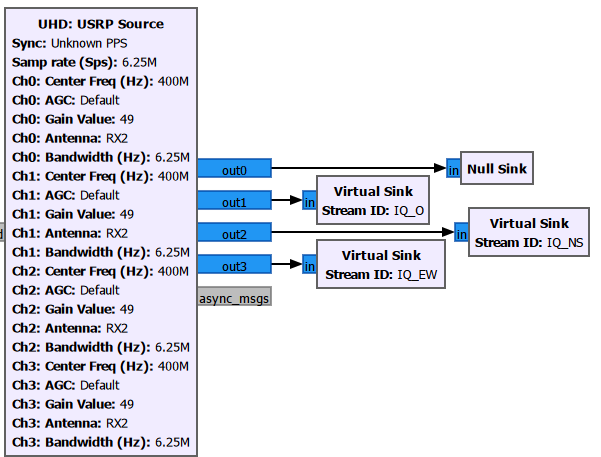 UHD: USRP Source
Sync: Unknown PPS
Samp rate (Sps): 6.25M
Ch0: Center Freq (Hz): 400M
Ch0: AGC: Default
Ch0: Gain Value: 49
Ch0: Antenna: RX2
Ch0: Bandwidth (Hz): 6.25M
Ch1: Center Freq (Hz): 400M
Ch1: AGC: Default
Ch1: Gain Value: 49
Ch1: Antenna: RX2
Ch1: Bandwidth (Hz): 6.25M
Ch2: Center Freq (Hz): 400M
Ch2: AGC: Default
Ch2: Gain Value: 49
Ch2: Antenna: RX2
Ch2: Bandwidth (Hz): 6.25M
Ch3: Center Freq (Hz): 400M
Ch3: AGC: Default
Ch3: Gain Value: 49
Ch3: Antenna: RX2
Ch3: Bandwidth (Hz): 6.25M
out0
out1
out2
out3
async_msgs
in
Null Sink
in
Virtual Sink
Stream ID: IQ_O
in
Virtual Sink
Stream ID: IQ_NS
in
Virtual Sink
Stream ID: IQ_EW